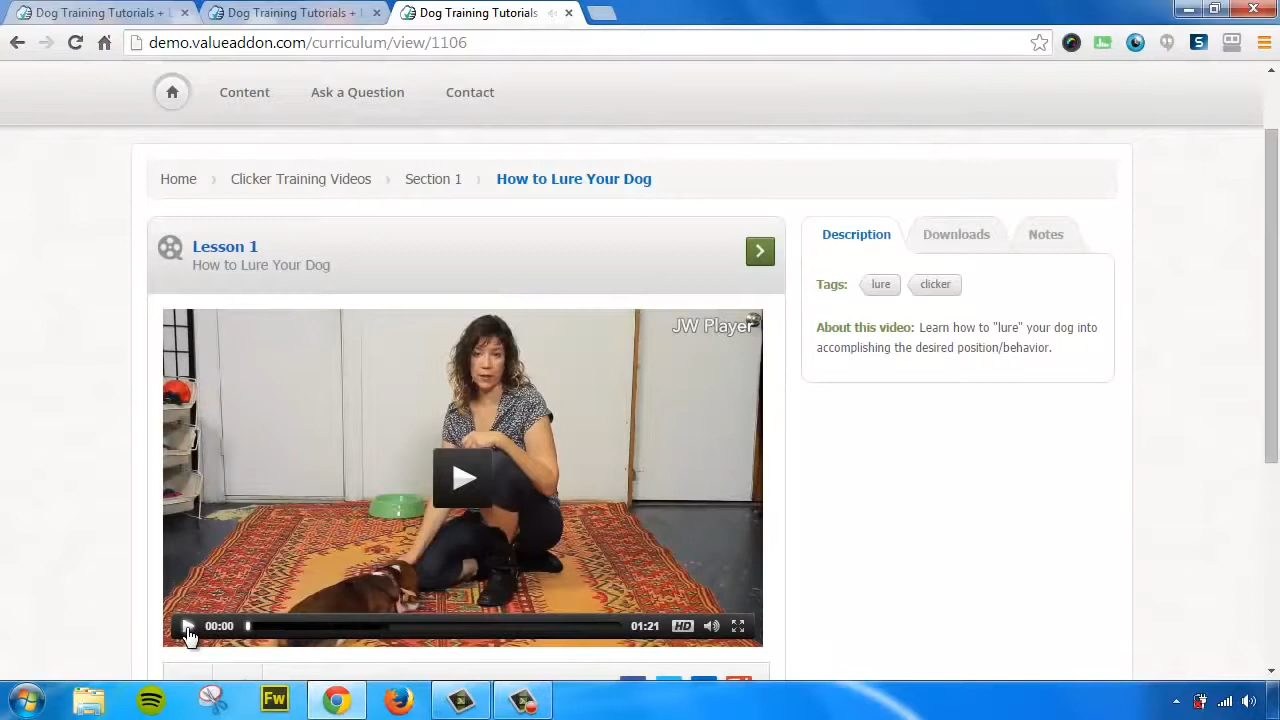 Dog Training Tutorials + L
Dog Training Tutorials + L
Dog Training Tutorials
demo.valueaddon.com/curriculum/view/1106
Content
Ask a Question
Contact
Home
Clicker Training Videos
Section 1
How to Lure Your Dog
Lesson 1
How to Lure Your Dog
Description
Downloads
Notes
Tags:
lure
clicker
About this video: Learn how to "lure" your dog into
accomplishing the desired position/behavior.
JW Player
00:00
01:21
HD
Fw